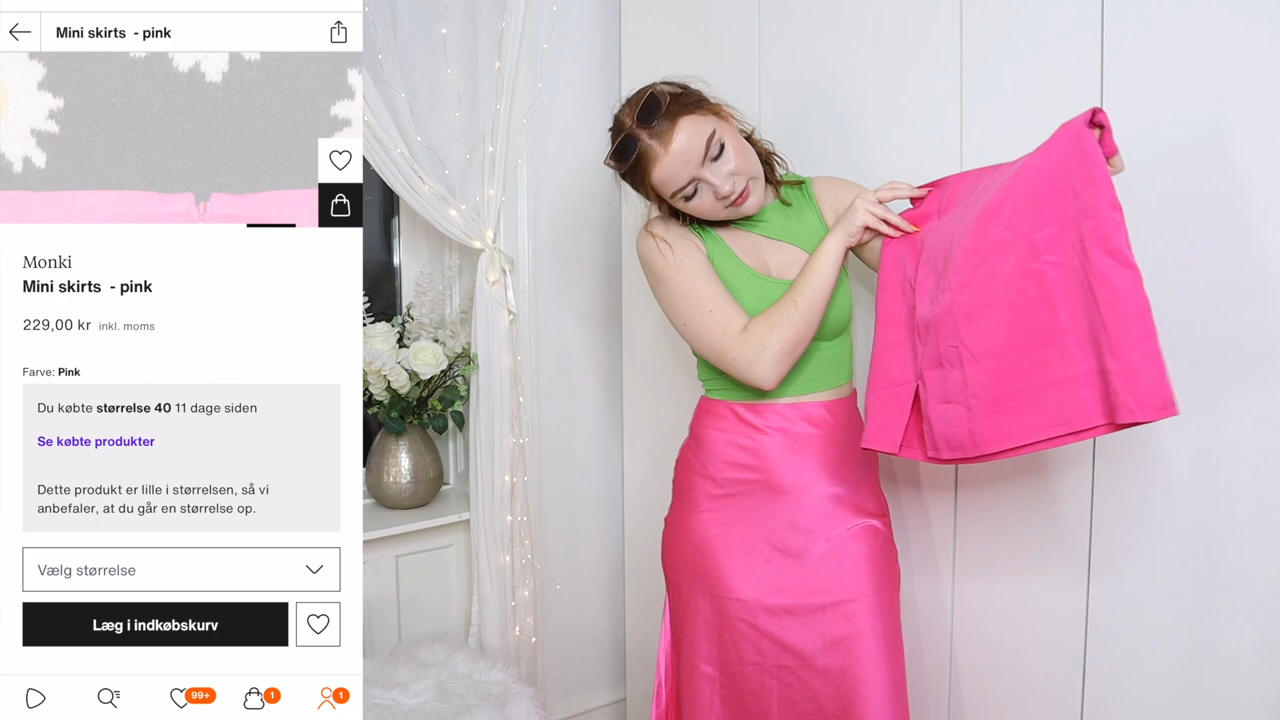 Mini skirts - pink
Monki
Mini skirts - pink
229,00 kr inkl. moms
Farve: Pink
Du købte størrelse 40 11 dage siden
Se købte produkter
Dette produkt er lille i størrelsen, så vi
anbefaler, at du går en størrelse op.
Vælg størrelse
Læg i indkøbskurv
99+
1
1